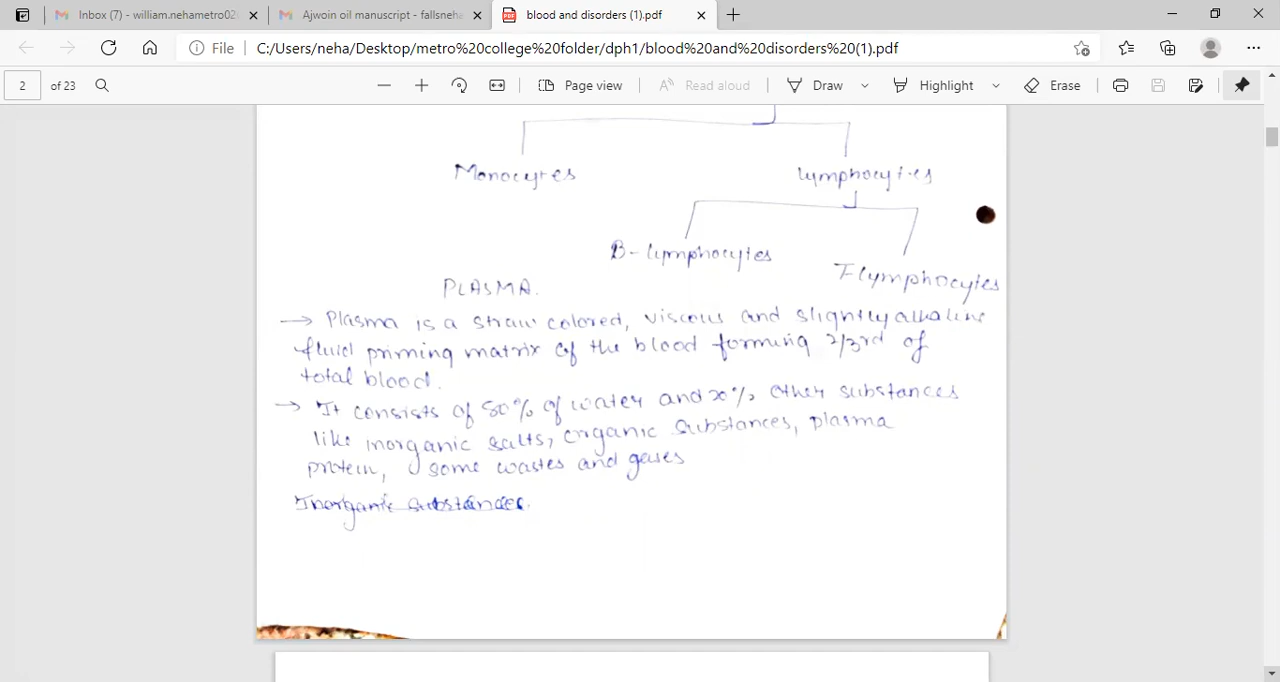 Inbox (7) - william.nehametro02
Ajwoin oil manuscript - fallsneha
blood and disorders (1).pdf
File
C:/Users/neha/Desktop/metro%20college%20folder/dph1/blood%20and%20disorders%20(1).pdf
2 of 23
Page view
Read aloud
Draw
Highlight
Erase
Monocytes
Lymphocytes
B-lymphocytes
T-lymphocytes
PLASMA.
→ Plasma is a straw colored, viscous and slightly alkaline
fluid priming matrix of the blood forming 2/3rd of
total blood.
→ It consists of 80% of water and 20% other substances
like inorganic salts, organic substances, plasma
protein, some wastes and gases
Inorganic substances.